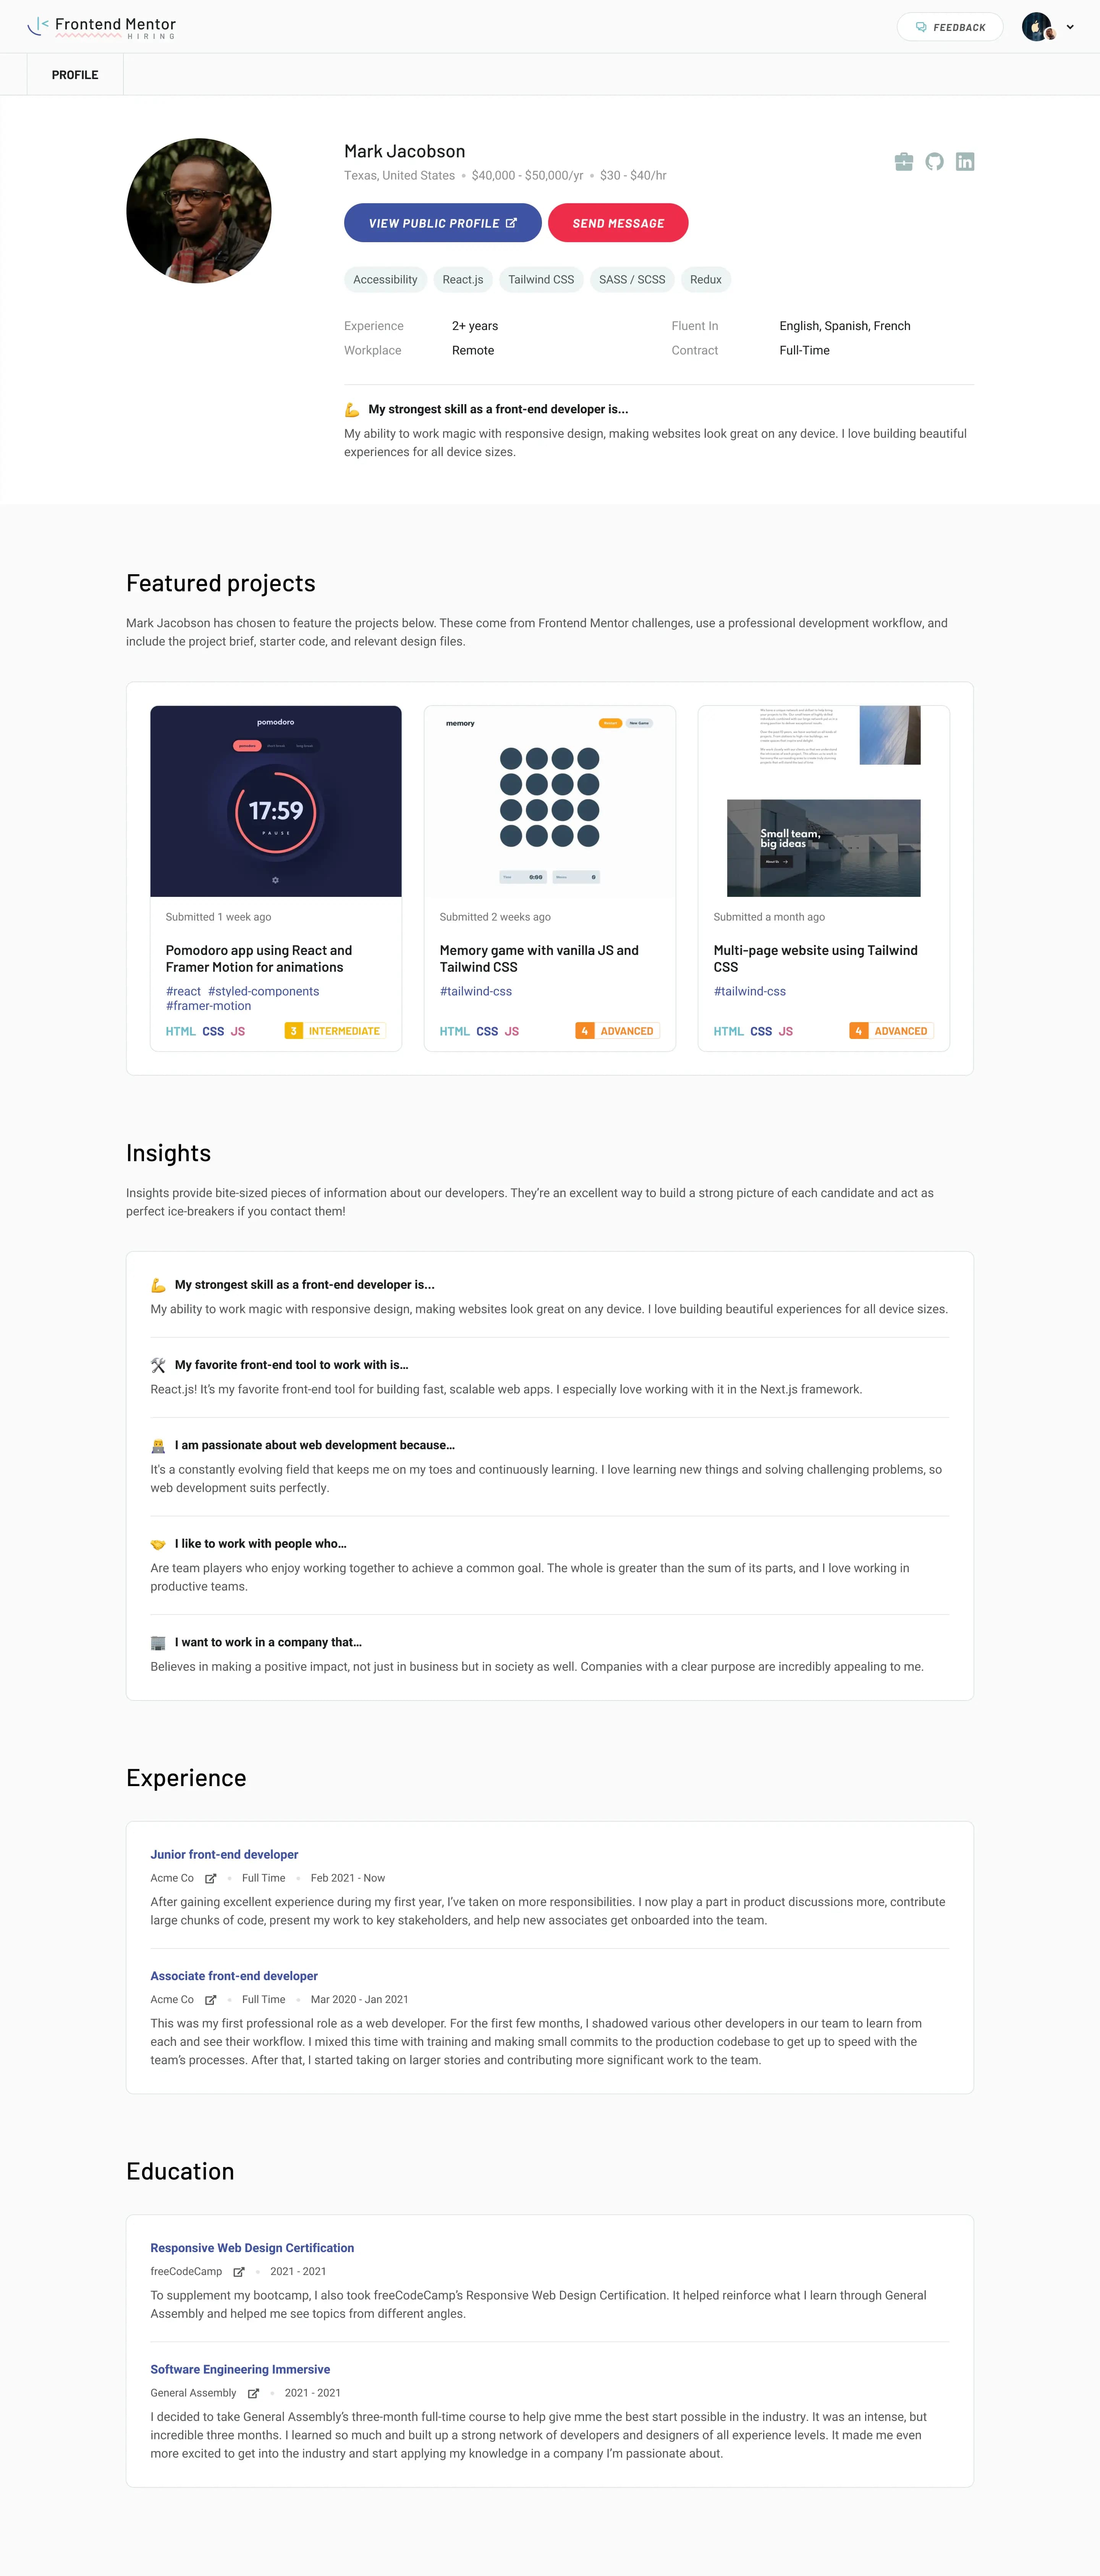 Frontend Mentor
HIRING
FEEDBACK
PROFILE
Mark Jacobson
Texas, United States • $40,000 - $50,000/yr • $30 - $40/hr
VIEW PUBLIC PROFILE
SEND MESSAGE
Accessibility React.js Tailwind CSS SASS / SCSS Redux
Experience 2+ years Fluent In English, Spanish, French
Workplace Remote Contract Full-Time
💪 My strongest skill as a front-end developer is...
My ability to work magic with responsive design, making websites look great on any device. I love building beautiful
experiences for all device sizes.
Featured projects
Mark Jacobson has chosen to feature the projects below. These come from Frontend Mentor challenges, use a professional development workflow, and
include the project brief, starter code, and relevant design files.
pomodoro
pomodoro
17:59
PAUSE
Submitted 1 week ago
Pomodoro app using React and
Framer Motion for animations
#react #styled-components
#framer-motion
HTML CSS JS
3 INTERMEDIATE
memory
Restart New Game
Time 0:00 Moves 0
Submitted 2 weeks ago
Memory game with vanilla JS and
Tailwind CSS
#tailwind-css
HTML CSS JS
4 ADVANCED
Small team,
big ideas
About Us →
Submitted a month ago
Multi-page website using Tailwind
CSS
#tailwind-css
HTML CSS JS
4 ADVANCED
Insights
Insights provide bite-sized pieces of information about our developers. They're an excellent way to build a strong picture of each candidate and act as
perfect ice-breakers if you contact them!
💪 My strongest skill as a front-end developer is...
My ability to work magic with responsive design, making websites look great on any device. I love building beautiful experiences for all device sizes.
🛠 My favorite front-end tool to work with is...
React.js! It's my favorite front-end tool for building fast, scalable web apps. I especially love working with it in the Next.js framework.
👨‍💻 I am passionate about web development because...
It's a constantly evolving field that keeps me on my toes and continuously learning. I love learning new things and solving challenging problems, so
web development suits perfectly.
🤝 I like to work with people who...
Are team players who enjoy working together to achieve a common goal. The whole is greater than the sum of its parts, and I love working in
productive teams.
🏢 I want to work in a company that...
Believes in making a positive impact, not just in business but in society as well. Companies with a clear purpose are incredibly appealing to me.
Experience
Junior front-end developer
Acme Co • Full Time • Feb 2021 - Now
After gaining excellent experience during my first year, I've taken on more responsibilities. I now play a part in product discussions more, contribute
large chunks of code, present my work to key stakeholders, and help new associates get onboarded into the team.
Associate front-end developer
Acme Co • Full Time • Mar 2020 - Jan 2021
This was my first professional role as a web developer. For the first few months, I shadowed various other developers in our team to learn from
each and see their workflow. I mixed this time with training and making small commits to the production codebase to get up to speed with the
team's processes. After that, I started taking on larger stories and contributing more significant work to the team.
Education
Responsive Web Design Certification
freeCodeCamp • 2021 - 2021
To supplement my bootcamp, I also took freeCodeCamp's Responsive Web Design Certification. It helped reinforce what I learn through General
Assembly and helped me see topics from different angles.
Software Engineering Immersive
General Assembly • 2021 - 2021
I decided to take General Assembly's three-month full-time course to help give mme the best start possible in the industry. It was an intense, but
incredible three months. I learned so much and built up a strong network of developers and designers of all experience levels. It made me even
more excited to get into the industry and start applying my knowledge in a company I'm passionate about.